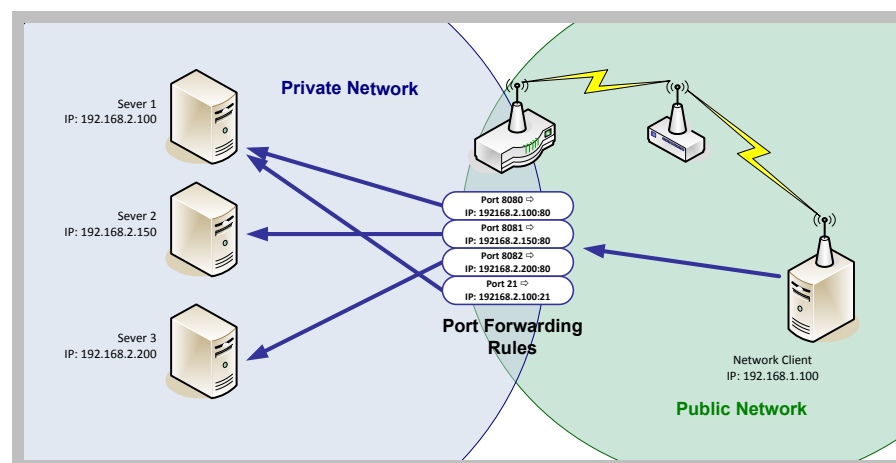 Private Network
Sever 1
IP: 192.168.2.100
Sever 2
IP: 192.168.2.150
Sever 3
IP: 192.168.2.200
Port 8080 ⇨
IP: 192168.2.100:80
Port 8081 ⇨
IP: 192168.2.150:80
Port 8082 ⇨
IP: 192168.2.200:80
Port 21 ⇨
IP: 192168.2.100:21
Port Forwarding
Rules
Network Client
IP: 192.168.1.100
Public Network